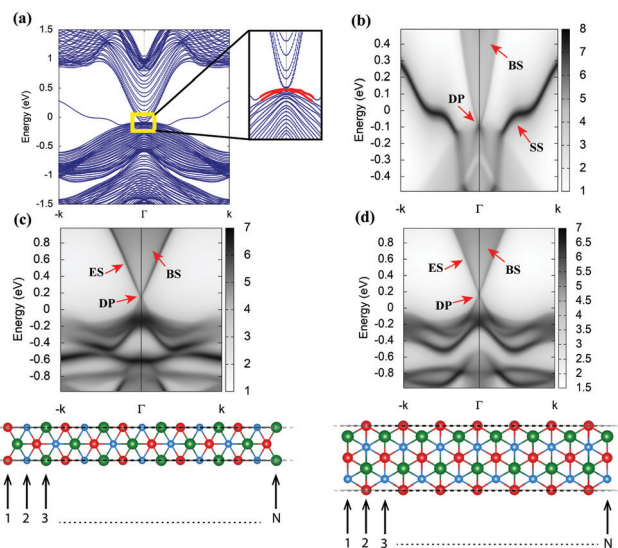 (a)
1.5
1
0.5
0
-0.5
-1
-1.5
Energy (eV)
-k Γ k
(b)
0.4
0.3
0.2
0.1
0
-0.1
-0.2
-0.3
-0.4
Energy (eV)
BS
DP
SS
8
7
6
5
4
3
2
1
-k Γ k
(c)
0.8
0.6
0.4
0.2
0
-0.2
-0.4
-0.6
-0.8
Energy (eV)
ES
BS
DP
7
6
5
4
3
2
1
-k Γ k
(d)
0.8
0.6
0.4
0.2
0
-0.2
-0.4
-0.6
-0.8
Energy (eV)
ES
BS
DP
7
6.5
6
5.5
5
4.5
4
3.5
3
2.5
2
1.5
-k Γ k
1 2 3 N
1 2 3 N